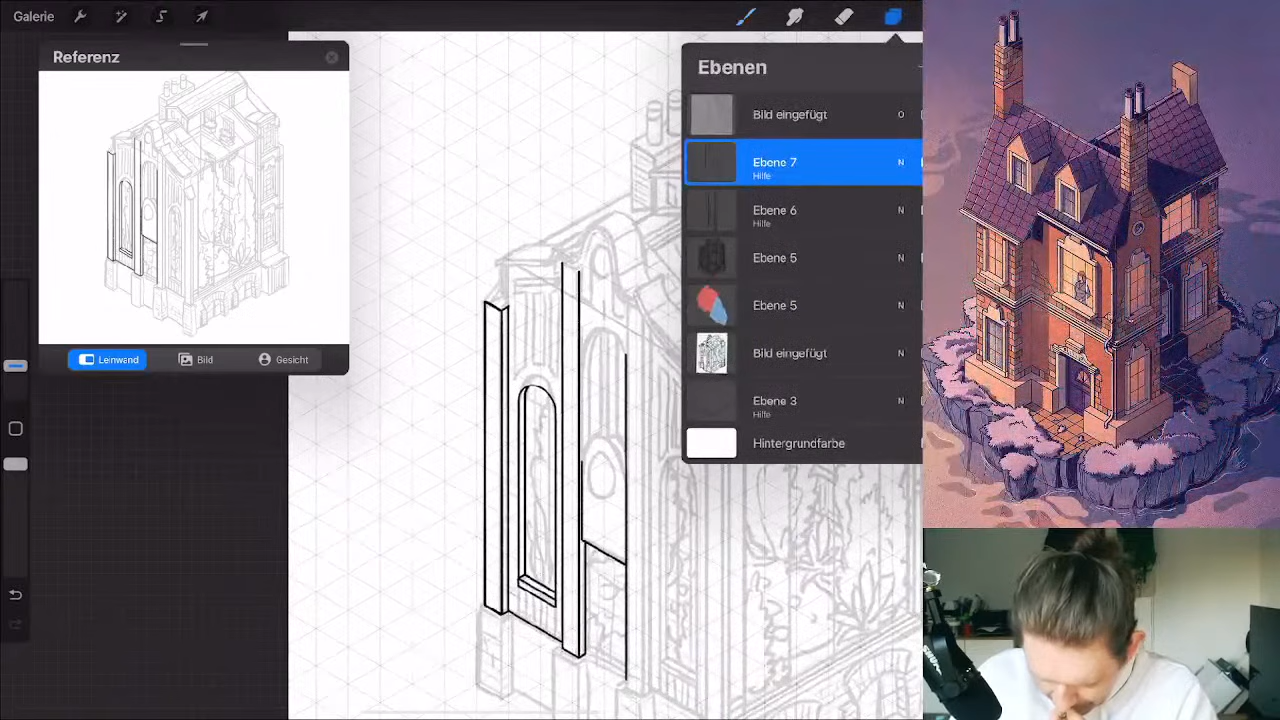 Galerie
Referenz
Leinwand
Bild
Gesicht
Ebenen
Bild eingefügt O
Ebene 7 N
Hilfe
Ebene 6 N
Hilfe
Ebene 5 N
Ebene 5 N
Bild eingefügt N
Ebene 3 N
Hilfe
Hintergrundfarbe